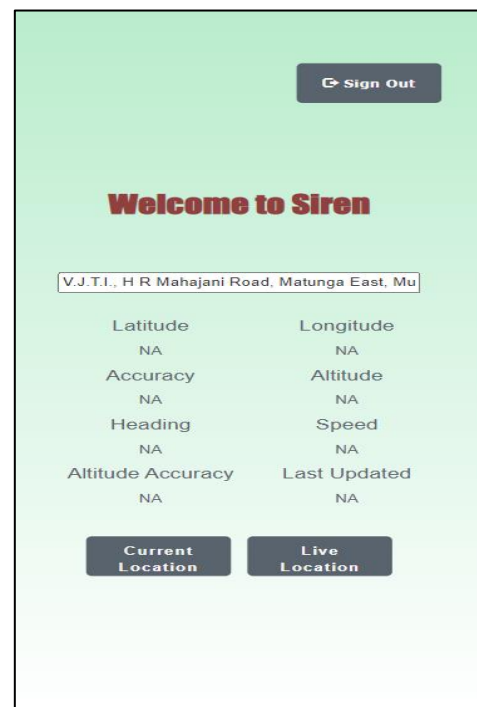 Sign Out
Welcome to Siren
V.J.T.I., H R Mahajani Road, Matunga East, Mu
Latitude Longitude
NA NA
Accuracy Altitude
NA NA
Heading Speed
NA NA
Altitude Accuracy Last Updated
NA NA
Current Live
Location Location